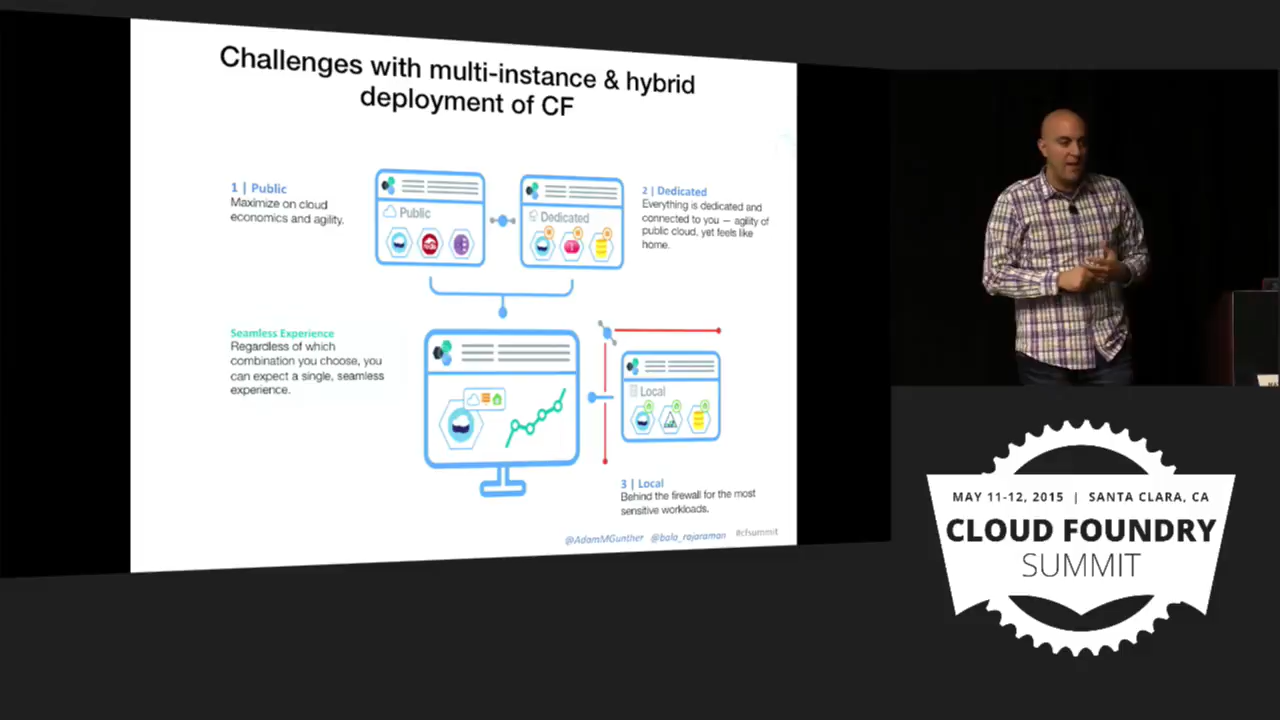 Challenges with multi-instance & hybrid
deployment of CF
1 | Public
Maximize on cloud
economics and agility.
Public
Dedicated
2 | Dedicated
Everything is dedicated and
connected to you — agility of
public cloud, yet feels like
home.
Seamless Experience
Regardless of which
combination you choose, you
can expect a single, seamless
experience.
Local
3 | Local
Behind the firewall for the most
sensitive workloads.
@AdamMGunther @bala_rajaraman #cfsummit
MAY 11-12, 2015 | SANTA CLARA, CA
CLOUD FOUNDRY
SUMMIT